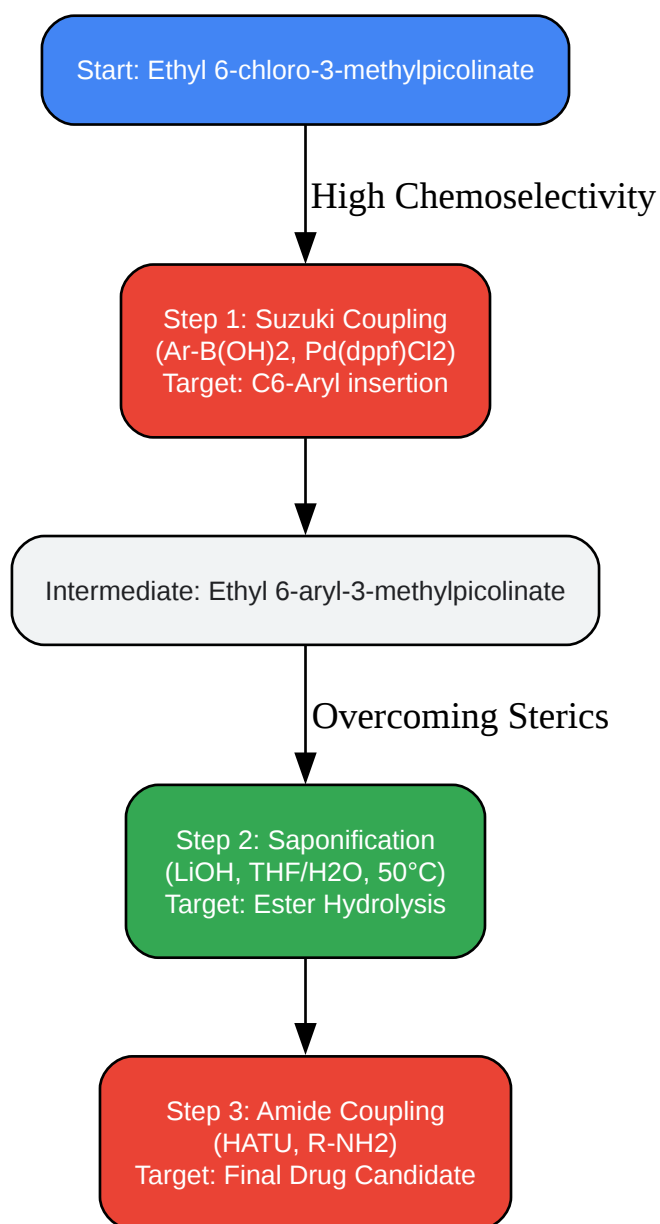 Start: Ethyl 6-chloro-3-methylpicolinate
High Chemoselectivity
Step 1: Suzuki Coupling
(Ar-B(OH)2, Pd(dppf)Cl2)
Target: C6-Aryl insertion
Intermediate: Ethyl 6-aryl-3-methylpicolinate
Overcoming Sterics
Step 2: Saponification
(LiOH, THF/H2O, 50°C)
Target: Ester Hydrolysis
Step 3: Amide Coupling
(HATU, R-NH2)
Target: Final Drug Candidate